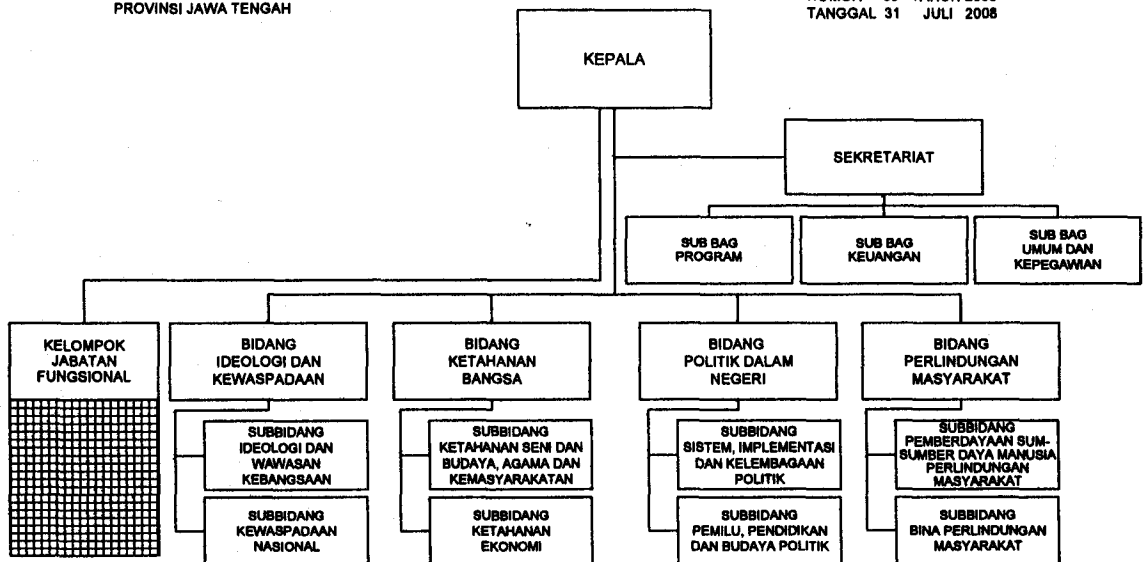 PROVINSI JAWA TENGAH
TANGGAL 31 JULI 2008
KEPALA
SEKRETARIAT
SUB BAG
PROGRAM
SUB BAG
KEUANGAN
SUB BAG
UMUM DAN
KEPEGAWIAN
KELOMPOK
JABATAN
FUNGSIONAL
BIDANG
IDEOLOGI DAN
KEWASPADAAN
BIDANG
KETAHANAN
BANGSA
BIDANG
POLITIK DALAM
NEGERI
BIDANG
PERLINDUNGAN
MASYARAKAT
SUBBIDANG
IDEOLOGI DAN
WAWASAN
KEBANGSAAN
SUBBIDANG
KETAHANAN SENI DAN
BUDAYA, AGAMA DAN
KEMASYARAKATAN
SUBBIDANG
SISTEM, IMPLEMENTASI
DAN KELEMBAGAAN
POLITIK
SUBBIDANG
PEMBERDAYAAN SUM-
SUMBER DAYA MANUSIA
PERLINDUNGAN
MASYARAKAT
SUBBIDANG
KEWASPADAAN
NASIONAL
SUBBIDANG
KETAHANAN
EKONOMI
SUBBIDANG
PEMILU, PENDIDIKAN
DAN BUDAYA POLITIK
SUBBIDANG
BINA PERLINDUNGAN
MASYARAKAT